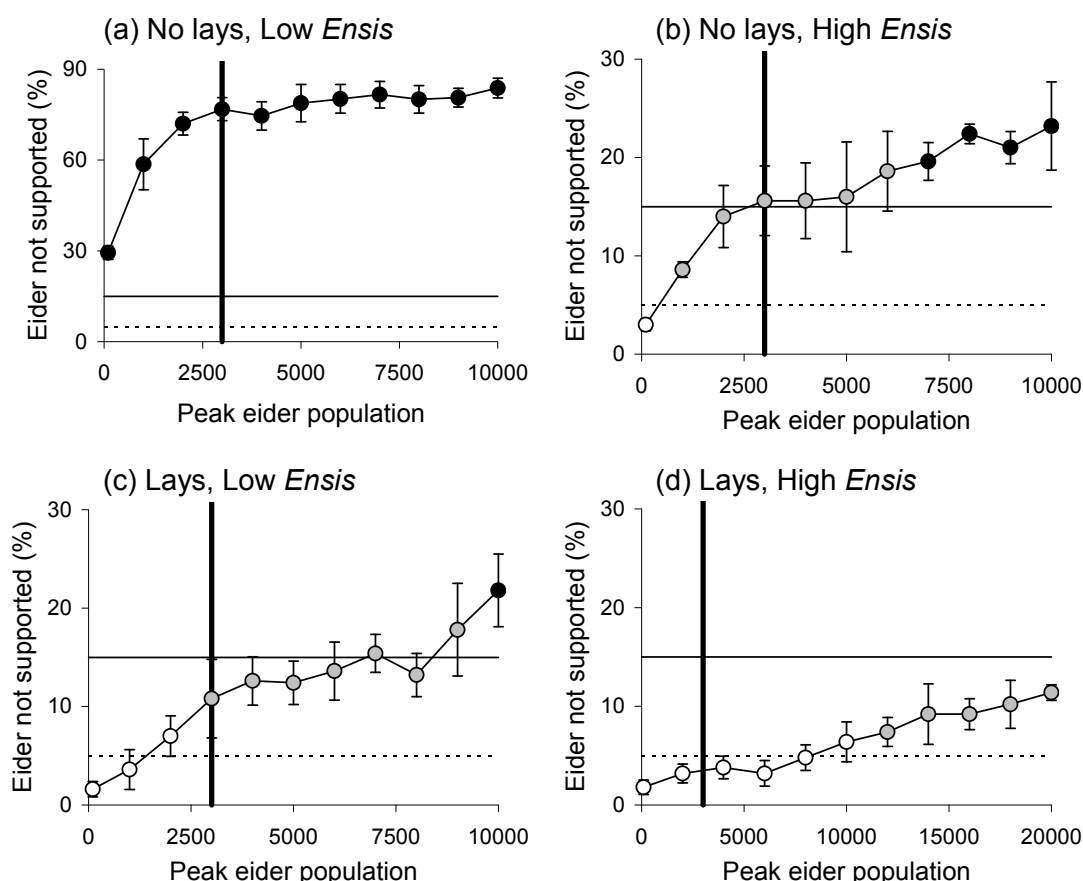 (a) No lays, Low Ensis
Eider not supported (%)
90
60
30
0
0 2500 5000 7500 10000
Peak eider population
(b) No lays, High Ensis
Eider not supported (%)
30
20
10
0
0 2500 5000 7500 10000
Peak eider population
(c) Lays, Low Ensis
Eider not supported (%)
30
20
10
0
0 2500 5000 7500 10000
Peak eider population
(d) Lays, High Ensis
Eider not supported (%)
30
20
10
0
0 5000 10000 15000 20000
Peak eider population